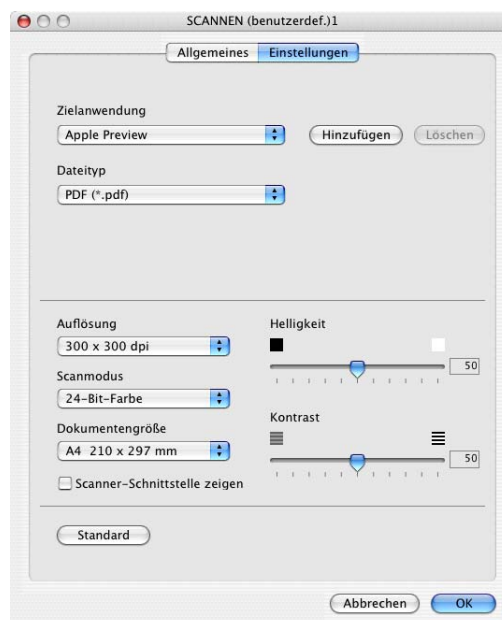 SCANNEN (benutzerdef.)1
Allgemeines Einstellungen
Zielanwendung
Apple Preview Hinzufügen Löschen
Dateityp
PDF (*.pdf)
Auflösung
300 x 300 dpi
Scanmodus
24-Bit-Farbe
Dokumentengröße
A4 210 x 297 mm
Scanner-Schnittstelle zeigen
Helligkeit
50
Kontrast
50
Standard
Abbrechen OK